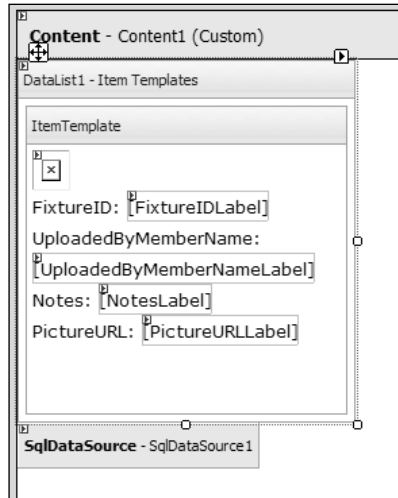 Content - Content1 (Custom)
DataList1 - Item Templates
ItemTemplate
FixtureID: [FixtureIDLabel]
UploadedByMemberName:
[UploadedByMemberNameLabel]
Notes: [NotesLabel]
PictureURL: [PictureURLLabel]
SqlDataSource - SqlDataSource1